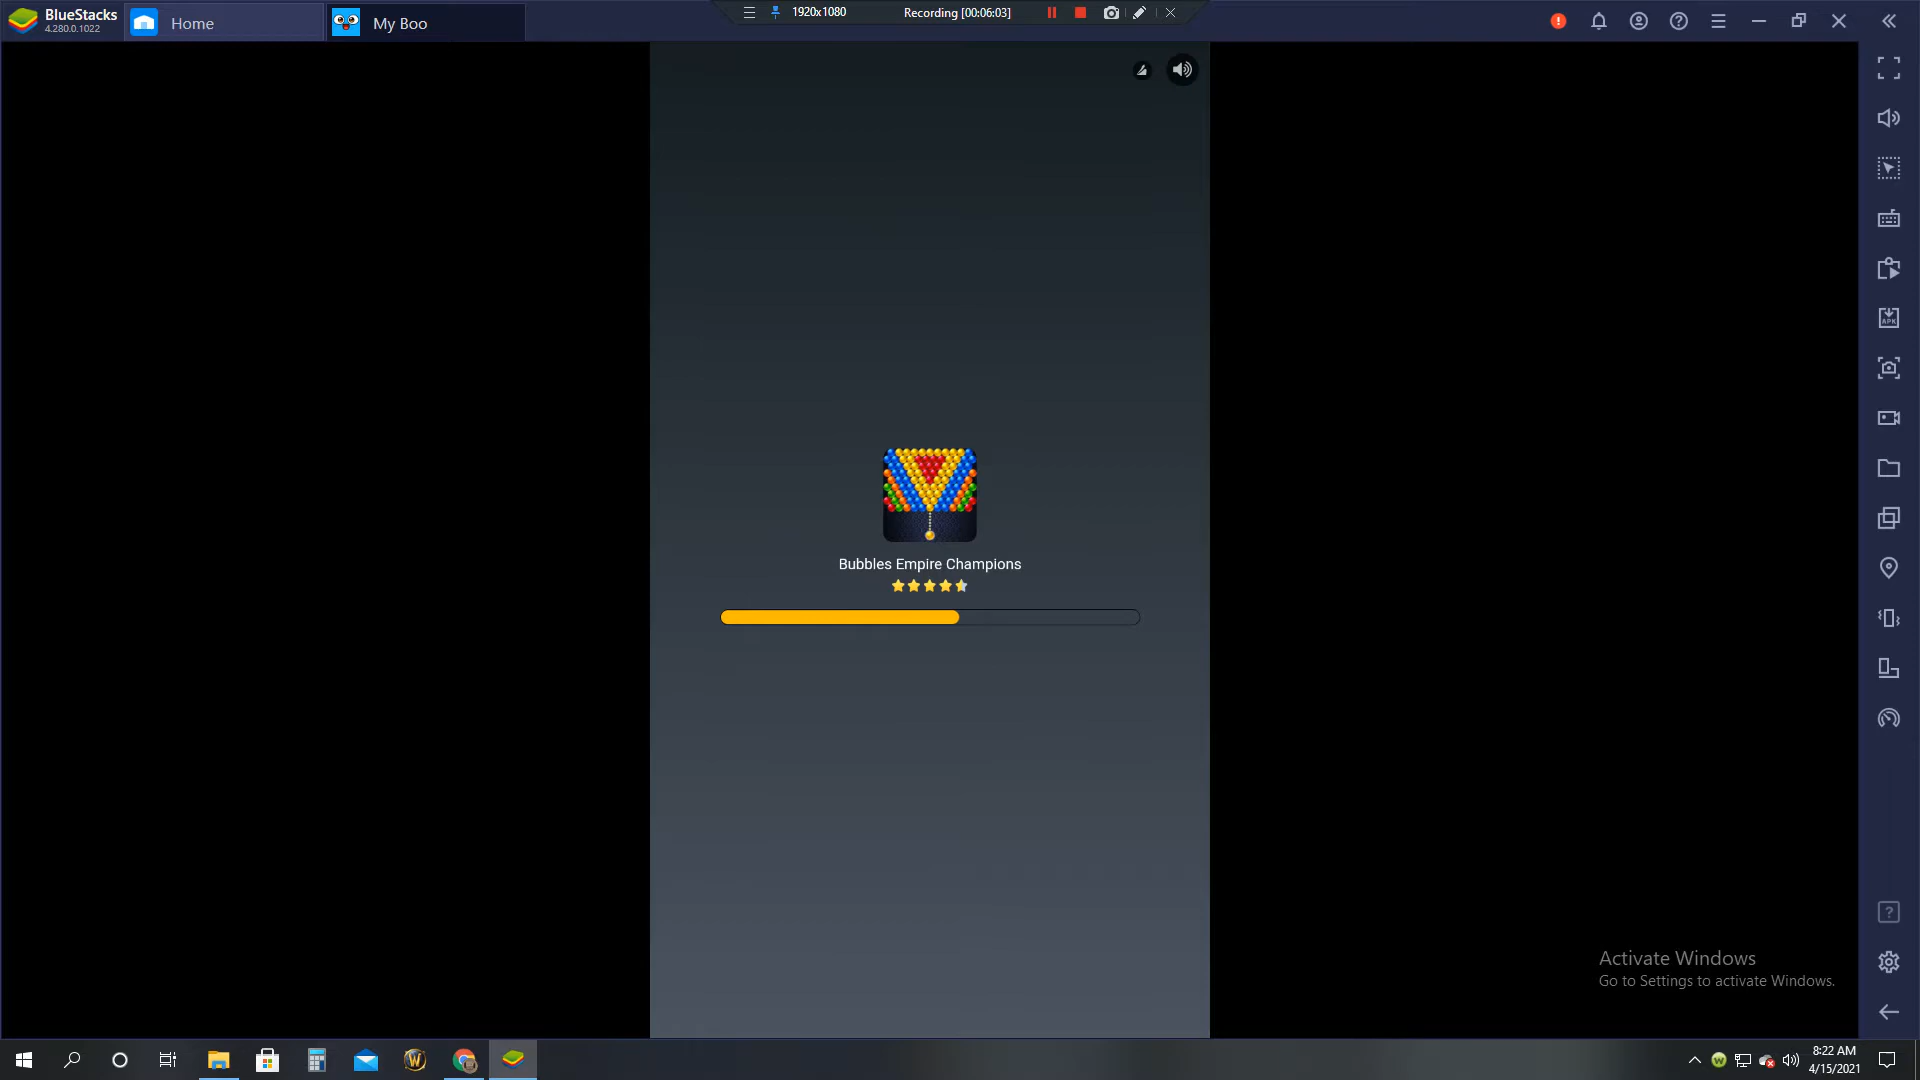 BlueStacks
4.280.0.1022
Home
My Boo
1920x1080
Recording [00:06:03]
APK
Bubbles Empire Champions
Activate Windows
Go to Settings to activate Windows.
8:22 AM
4/15/2021